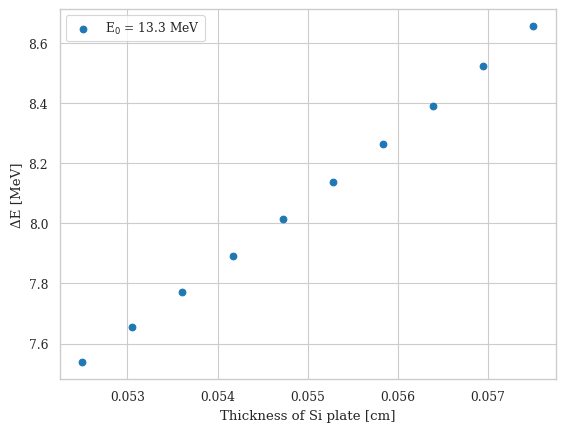 E₀ = 13.3 MeV
8.6
8.4
8.2
8.0
7.8
7.6
ΔE [MeV]
0.053 0.054 0.055 0.056 0.057
Thickness of Si plate [cm]